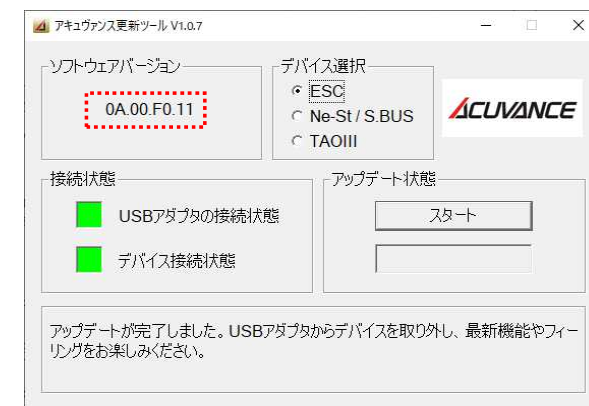 アキュヴァンス更新ツール V1.0.7
ソフトウェアバージョン
0A.00.F0.11
デバイス選択
ESC
Ne-St / S.BUS
TAOIII
ACUVANCE
接続状態
USBアダプタの接続状態
デバイス接続状態
アップデート状態
スタート
アップデートが完了しました。USBアダプタからデバイスを取り外し、最新機能やフィー
リングをお楽しみください。